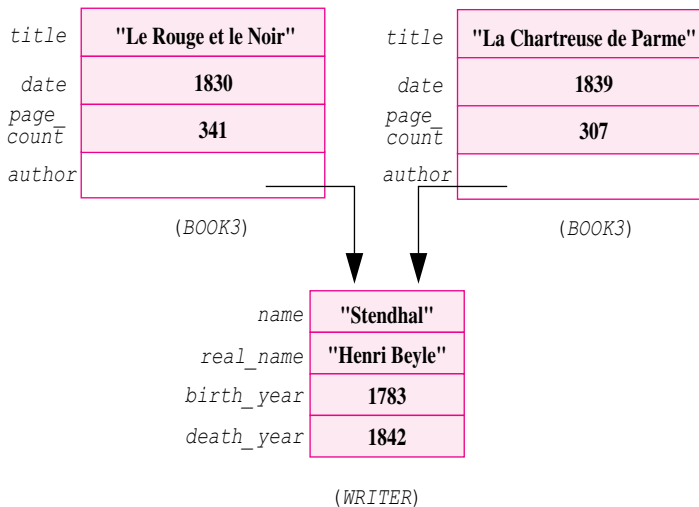 title "Le Rouge et le Noir"
date 1830
page_
count 341
author
(BOOK3)
title "La Chartreuse de Parme"
date 1839
page_
count 307
author
(BOOK3)
name "Stendhal"
real_name "Henri Beyle"
birth_year 1783
death_year 1842
(WRITER)